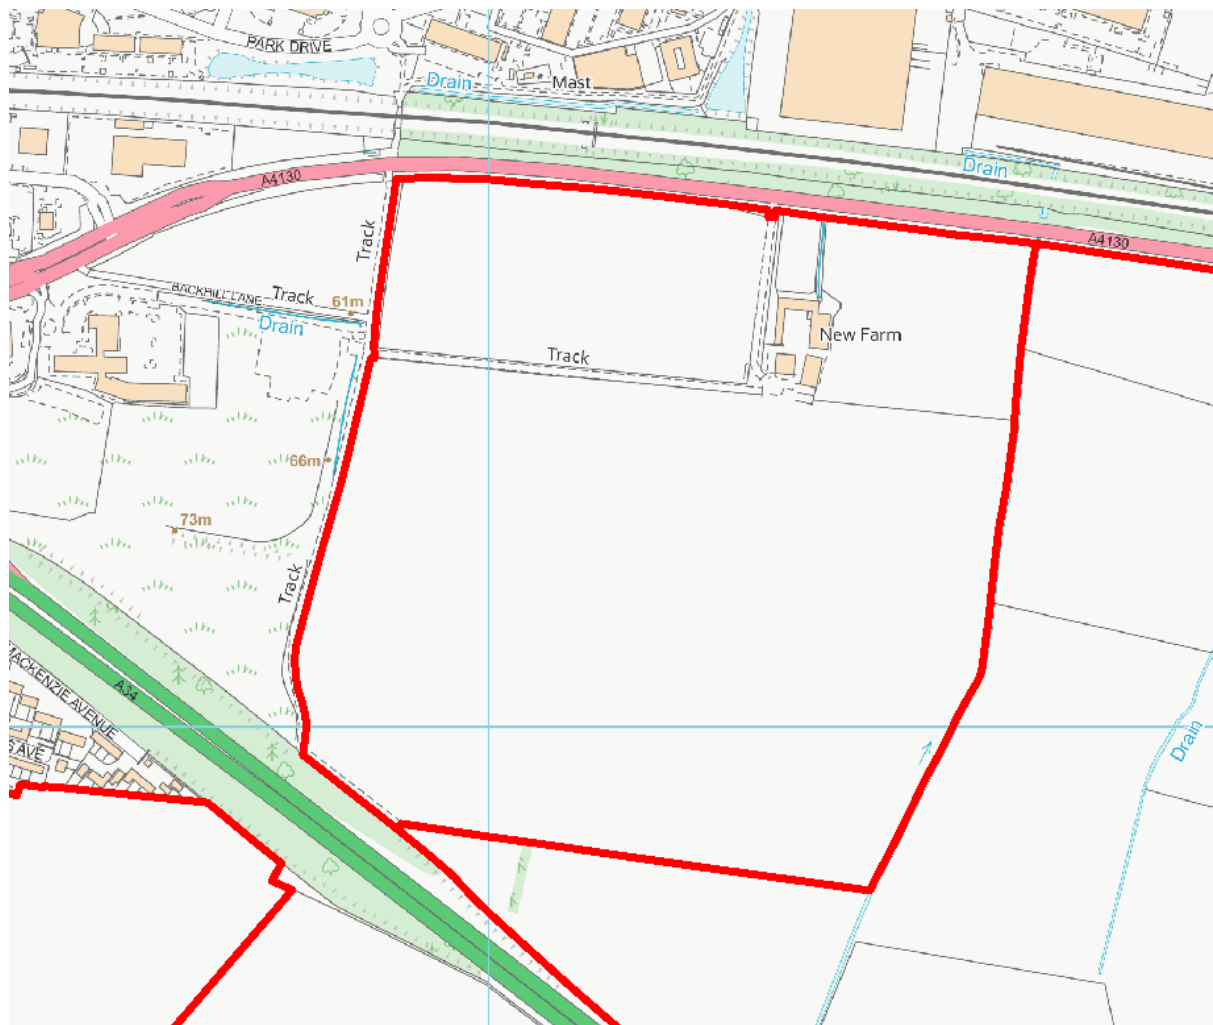 PARK DRIVE
Drain
Mast
Drain
A4130
Track
A4130
BACKHILL LANE
Track
61m
Drain
New Farm
Track
66m
73m
Track
A34
MACKENZIE AVENUE
Drain
AVE